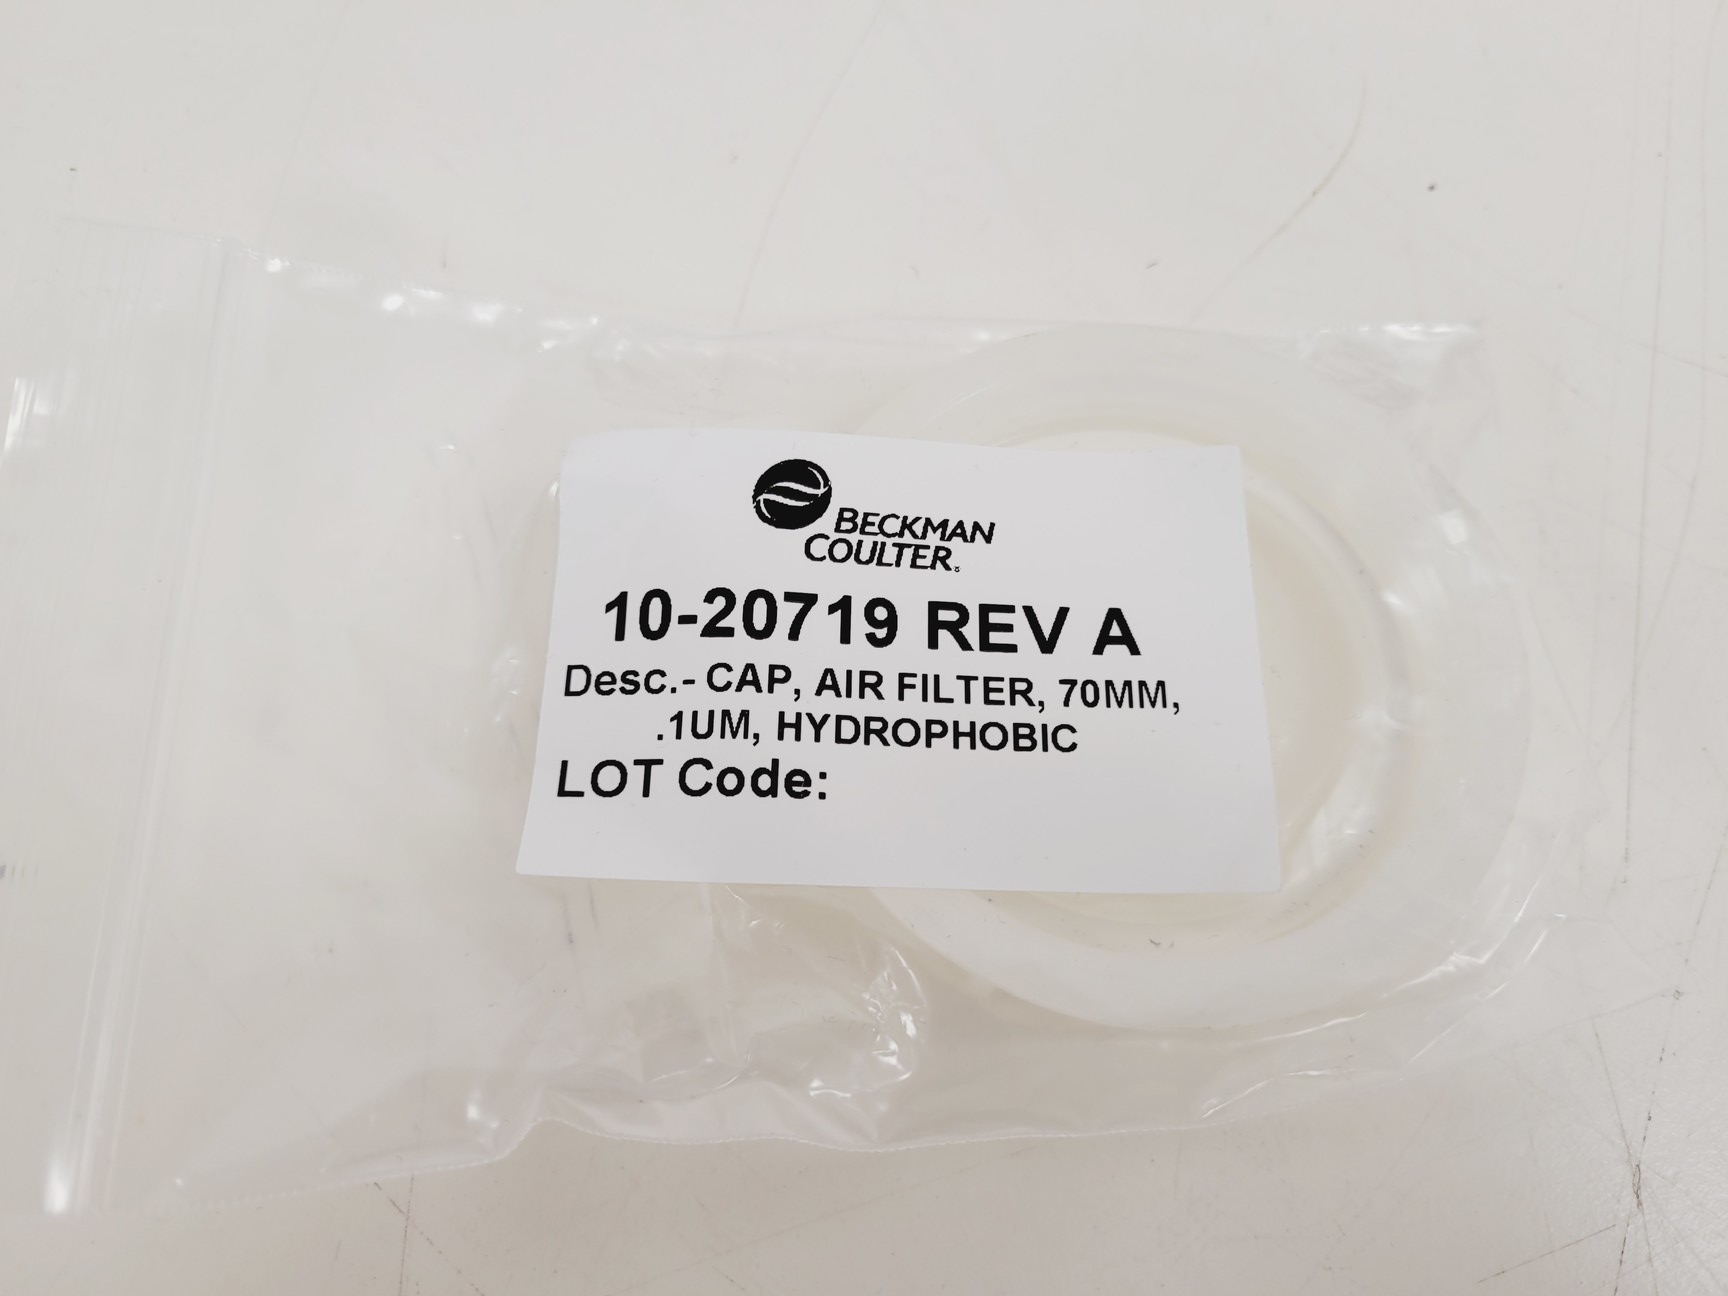 BECKMAN
COULTER®
10-20719 REV A
Desc.- CAP, AIR FILTER, 70MM,
.1UM, HYDROPHOBIC
LOT Code: